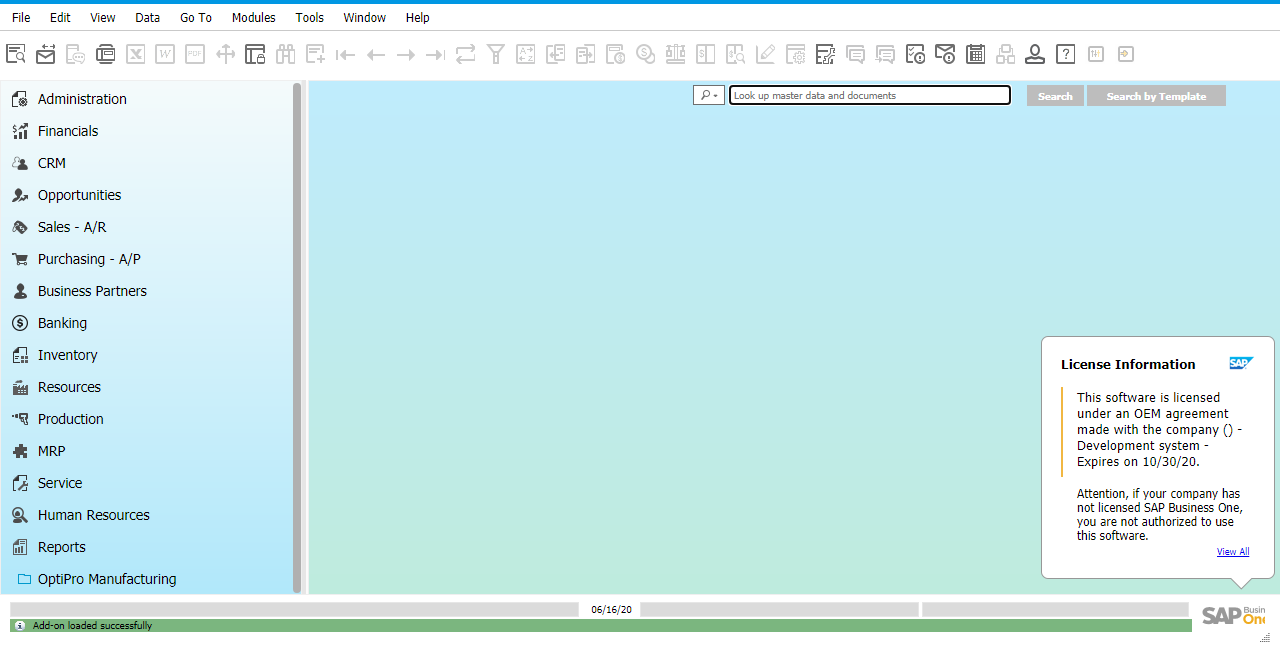 File Edit View Data Go To Modules Tools Window Help
Administration
Financials
CRM
Opportunities
Sales - A/R
Purchasing - A/P
Business Partners
Banking
Inventory
Resources
Production
MRP
Service
Human Resources
Reports
OptiPro Manufacturing
Look up master data and documents
Search
Search by Template
License Information
SAP
This software is licensed
under an OEM agreement
made with the company () -
Development system -
Expires on 10/30/20.
Attention, if your company has
not licensed SAP Business One,
you are not authorized to use
this software.
View All
06/16/20
Add-on loaded successfully
SAP Busin
One